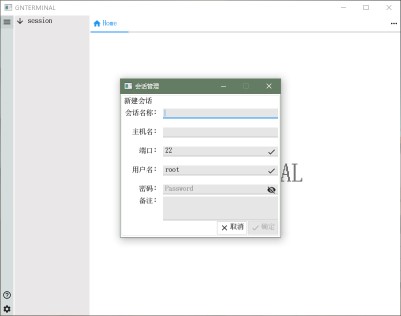 ONTERMINAL
session
Home
会话管理
新建会话
会话名称:
主机名:
端口: 22
用户名: root
密码: Password
备注:
AL
取消 确定